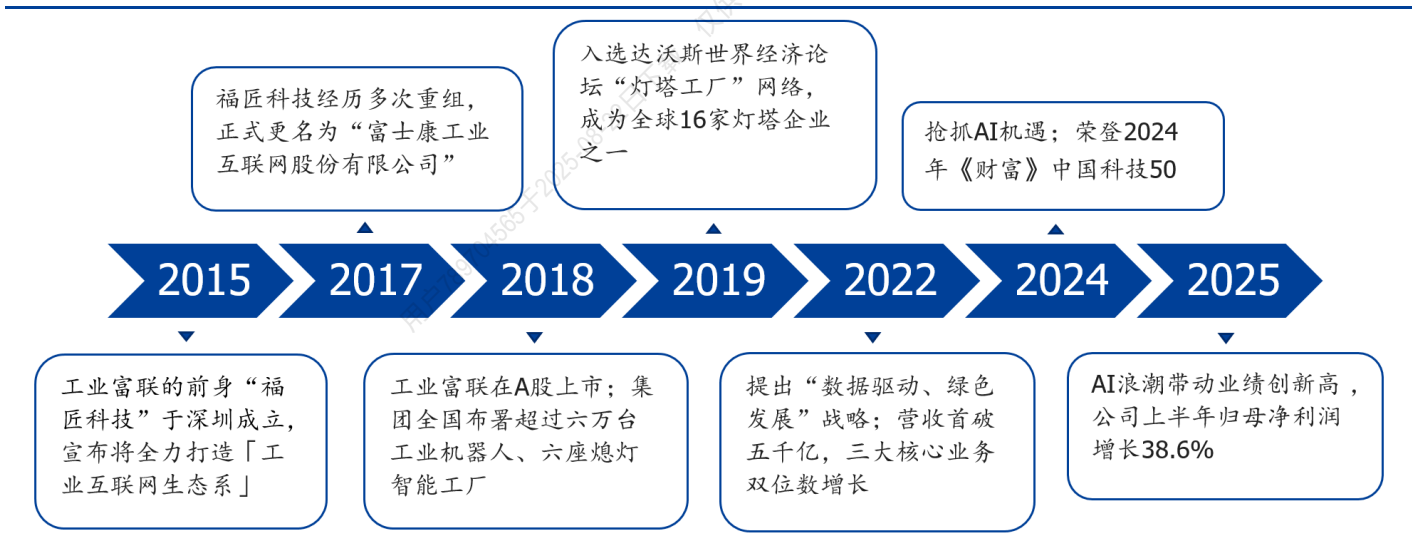 福匠科技经历多次重组，
正式更名为“富士康工业
互联网股份有限公司”
入选达沃斯世界经济论
坛“灯塔工厂”网络，
成为全球16家灯塔企业
之一
抢抓AI机遇；荣登2024
年《财富》中国科技50
2015
2017
2018
2019
2022
2024
2025
工业富联的前身“福
匠科技”于深圳成立，
宣布将全力打造「工
业互联网生态系」
工业富联在A股上市；集
团全国布署超过六万台
工业机器人、六座熄灯
智能工厂
提出“数据驱动、绿色
发展”战略；营收首破
五千亿，三大核心业务
双位数增长
AI浪潮带动业绩创新高，
公司上半年归母净利润
增长38.6%